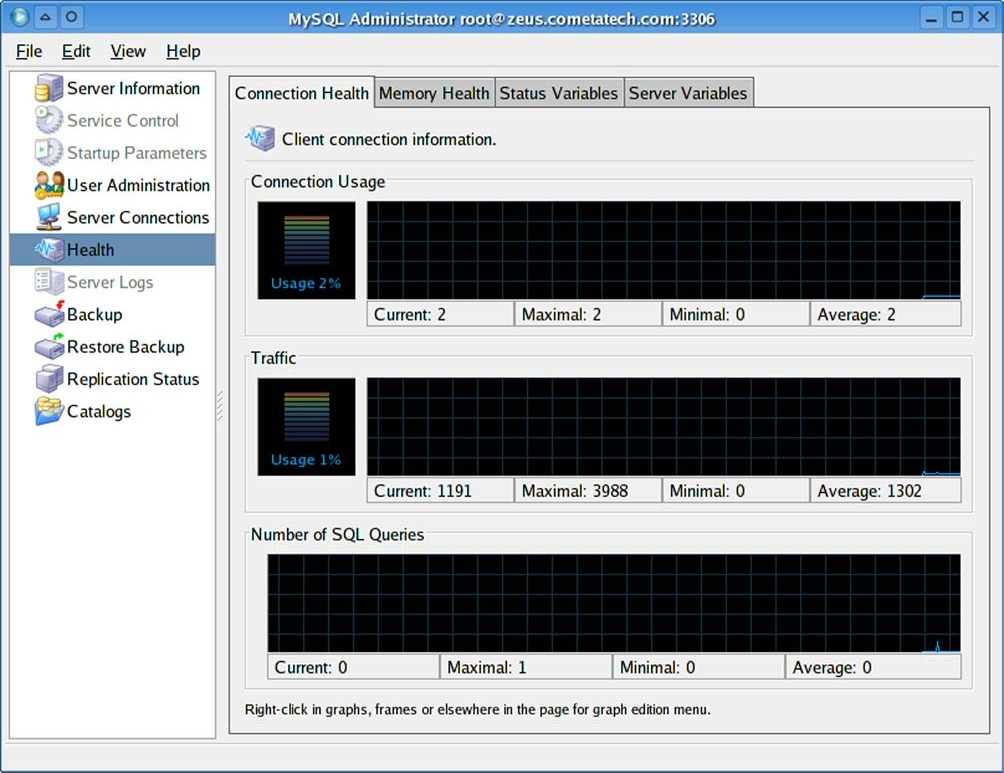 MySQL Administrator root@zeus.cometatech.com:3306
File Edit View Help
Server Information
Service Control
Startup Parameters
User Administration
Server Connections
Health
Server Logs
Backup
Restore Backup
Replication Status
Catalogs
Connection Health Memory Health Status Variables Server Variables
Client connection information.
Connection Usage
Usage 2%
Current: 2 Maximal: 2 Minimal: 0 Average: 2
Traffic
Usage 1%
Current: 1191 Maximal: 3988 Minimal: 0 Average: 1302
Number of SQL Queries
Current: 0 Maximal: 1 Minimal: 0 Average: 0
Right-click in graphs, frames or elsewhere in the page for graph edition menu.